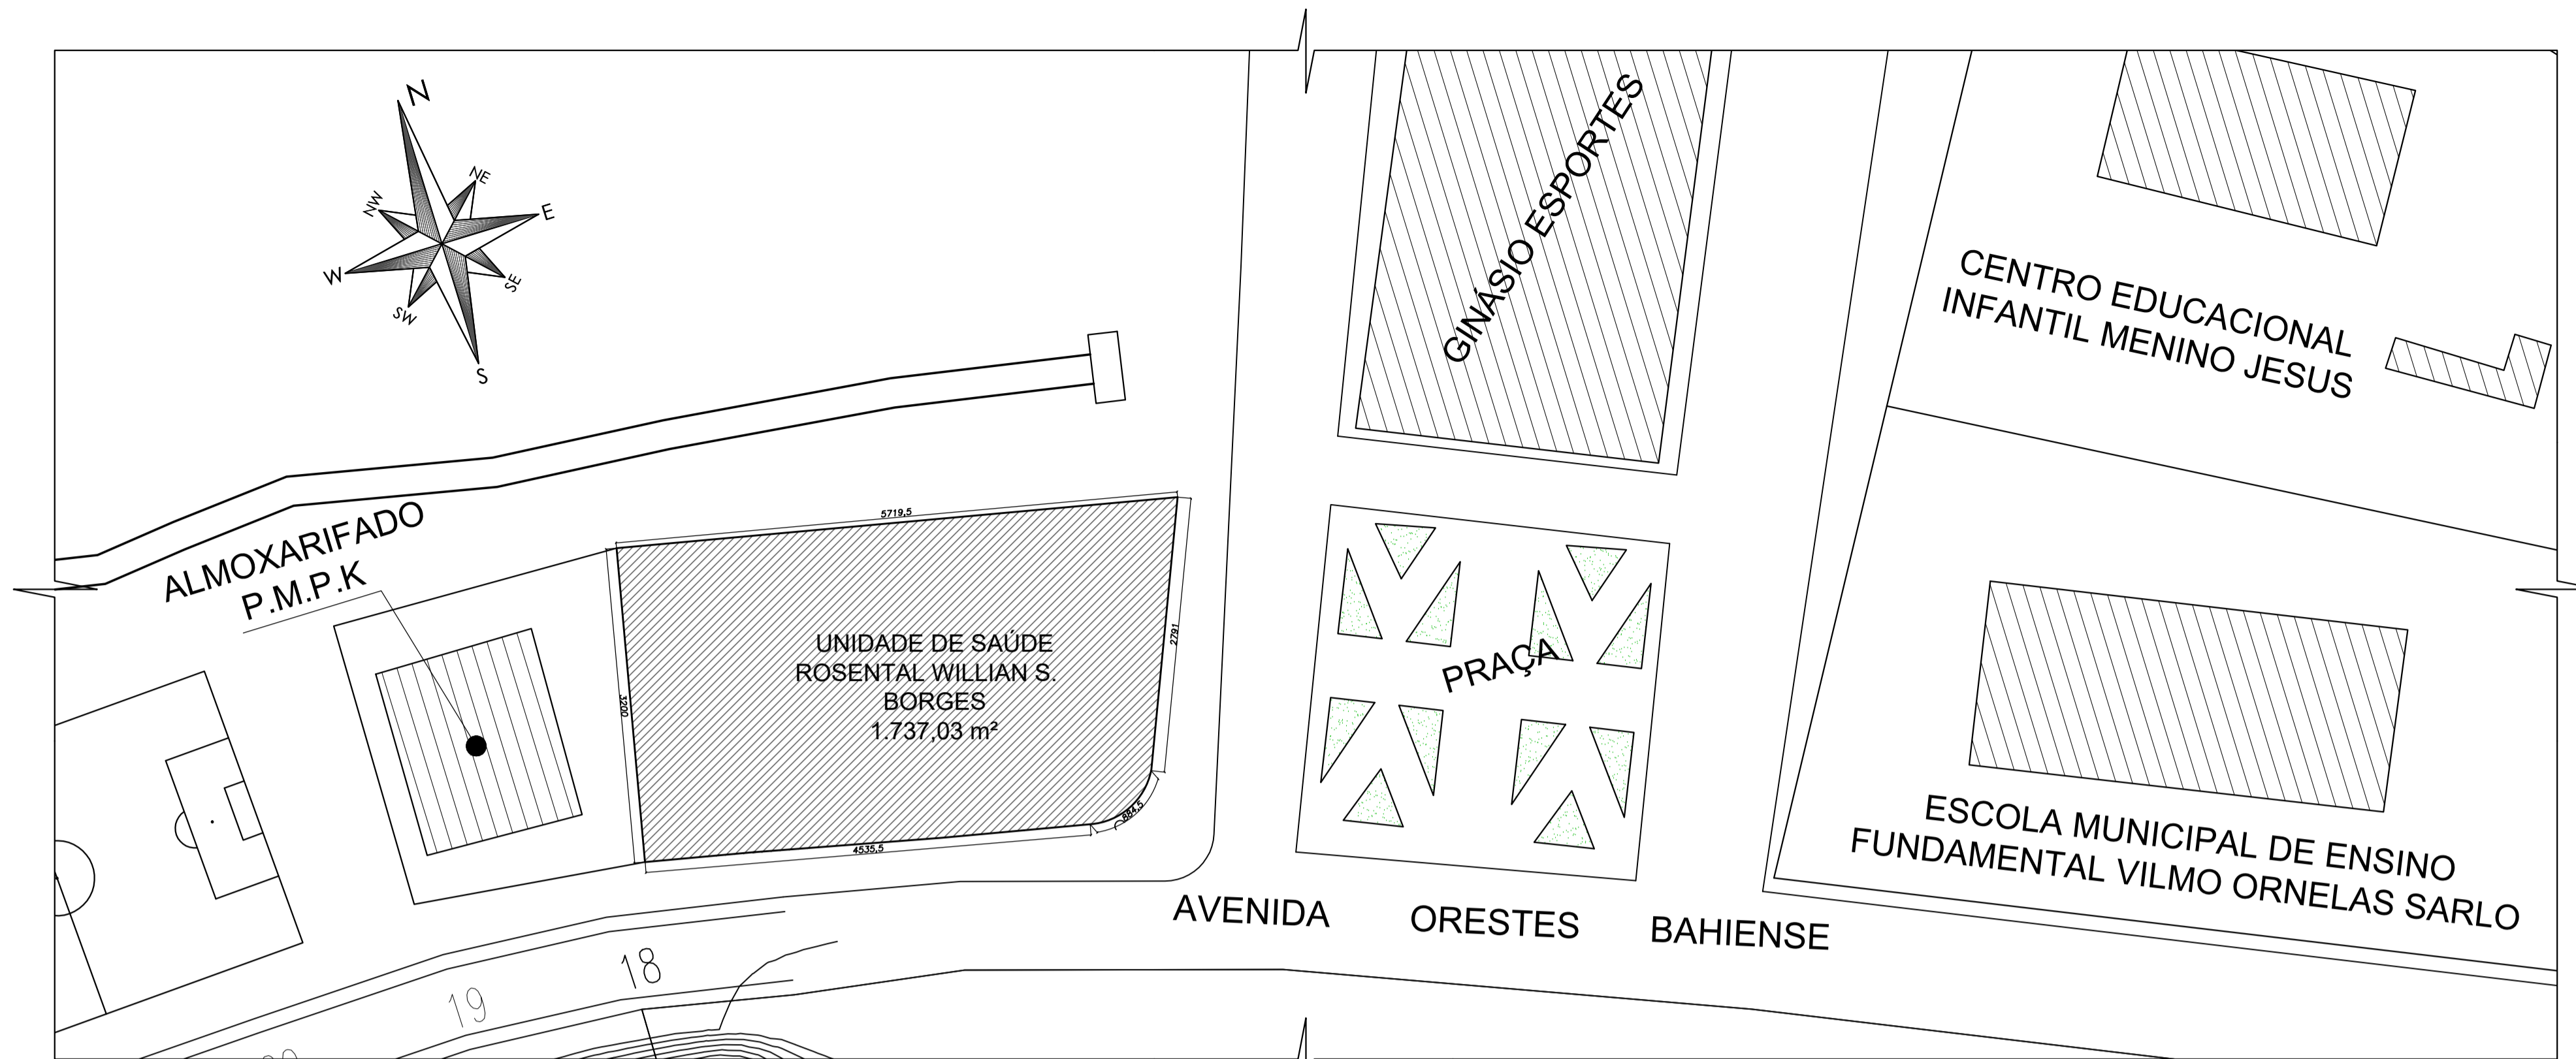 N
NE
NW
E
W
SE
SW
S
GINÁSIO ESPORTES
CENTRO EDUCACIONAL
INFANTIL MENINO JESUS
ALMOXARIFADO
P.M.P.K
5719,5
2791
3200
UNIDADE DE SAÚDE
ROSENTAL WILLIAN S.
BORGES
1.737,03 m²
884,5
4535,5
PRAÇA
ESCOLA MUNICIPAL DE ENSINO
FUNDAMENTAL VILMO ORNELAS SARLO
AVENIDA ORESTES BAHIENSE
18
19